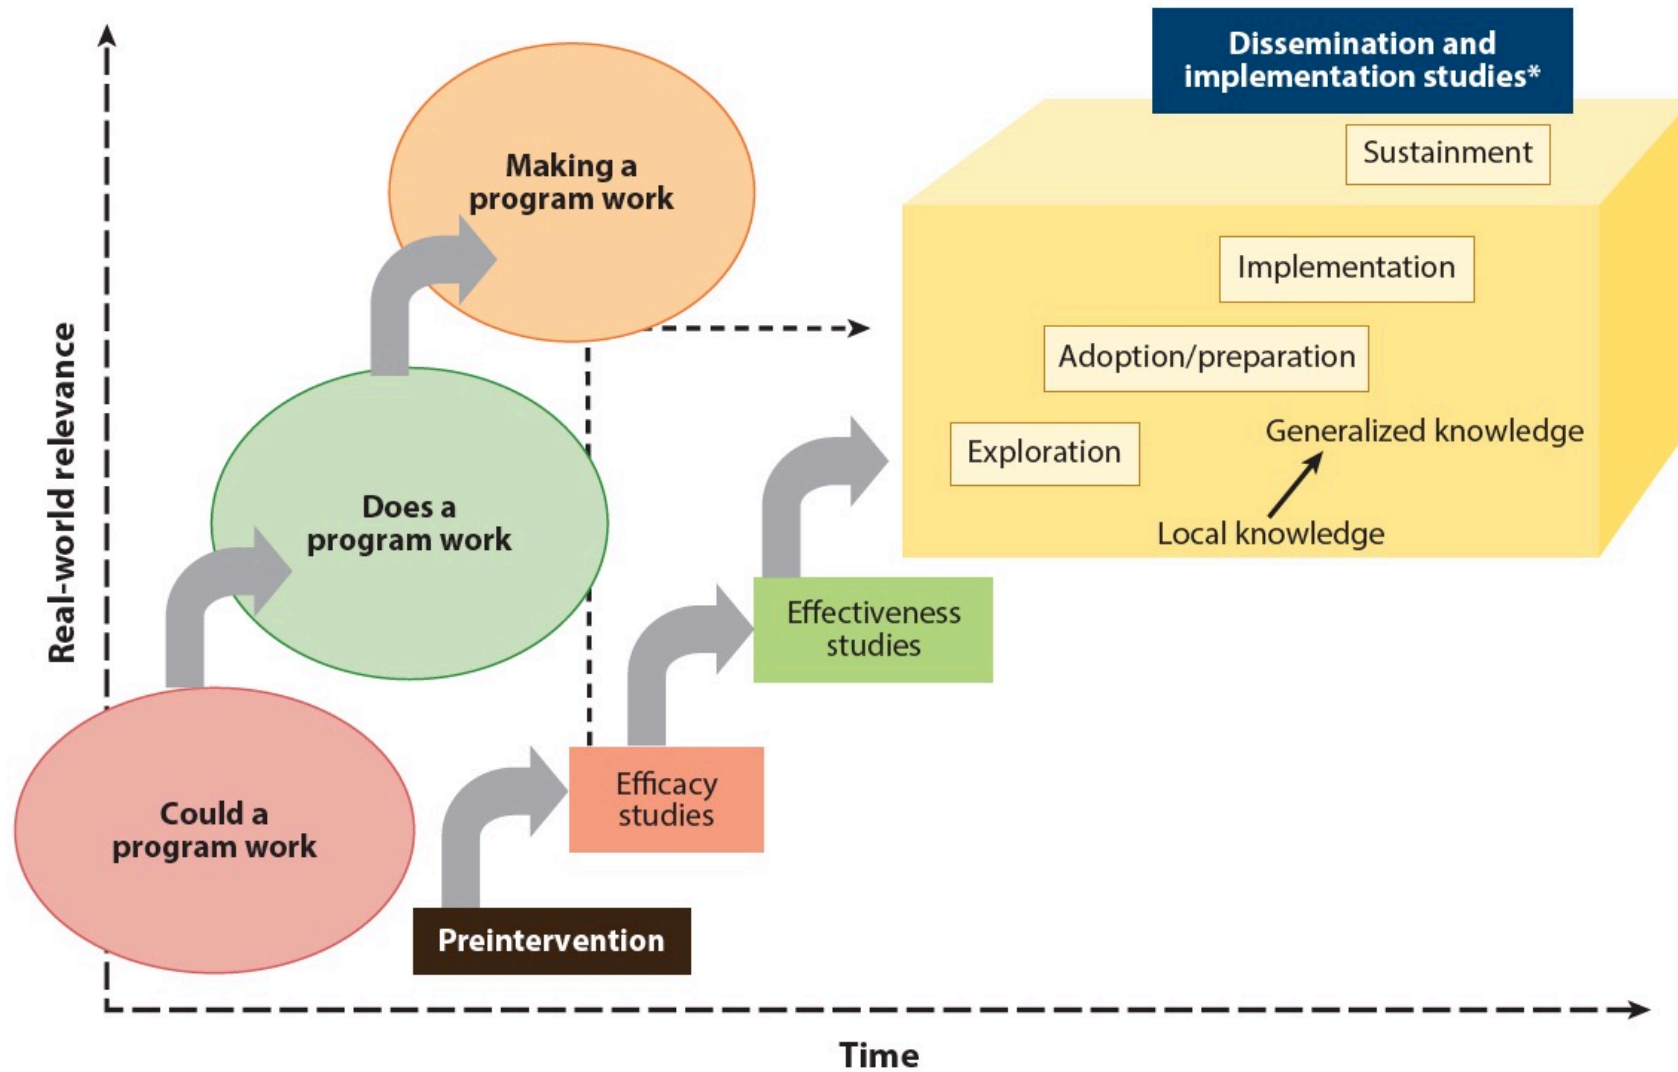 Dissemination and
implementation studies*
Sustainment
Making a
program work
Implementation
Adoption/preparation
Generalized knowledge
Exploration
Local knowledge
Real-world relevance
Does a
program work
Effectiveness
studies
Efficacy
studies
Could a
program work
Preintervention
Time